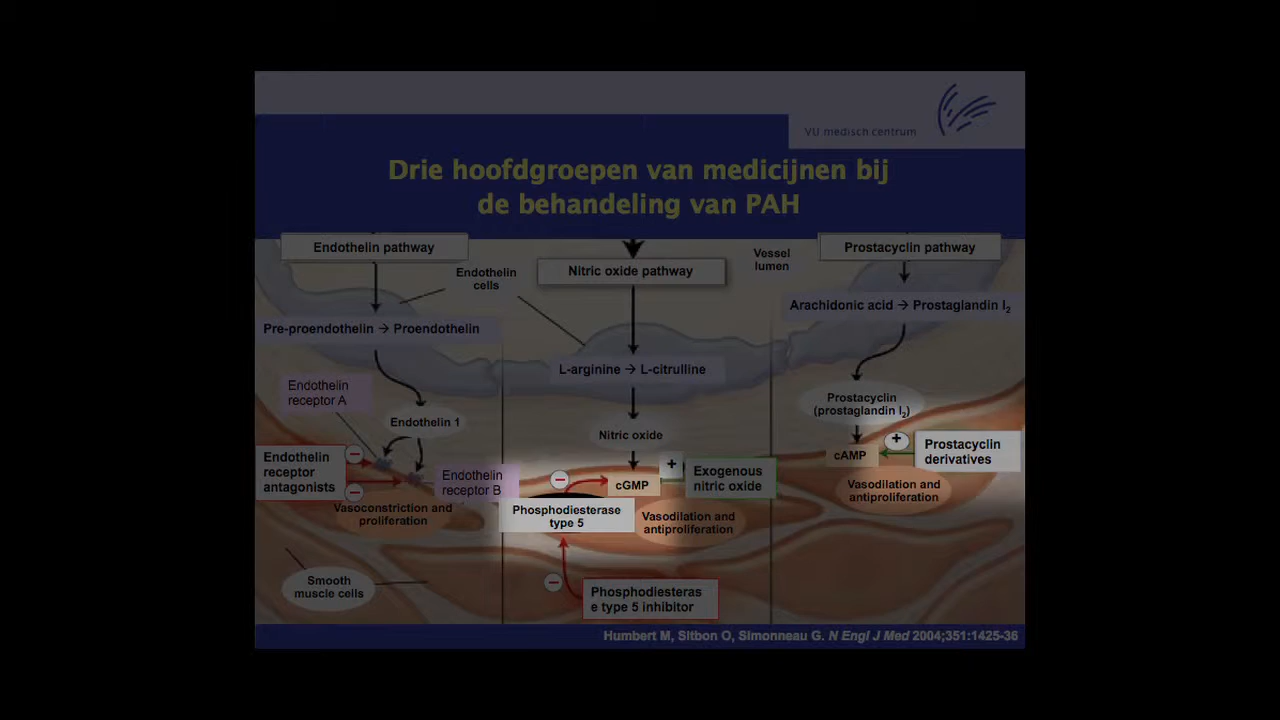 VU medisch centrum
Drie hoofdgroepen van medicijnen bij
de behandeling van PAH
Endothelin pathway
Endothelin
cells
Pre-proendothelin → Proendothelin
Endothelin
receptor A
Endothelin 1
Endothelin
receptor
antagonists
−
−
Endothelin
receptor B
Vasoconstriction and
proliferation
Smooth
muscle cells
Nitric oxide pathway
L-arginine → L-citrulline
Nitric oxide
−
cGMP
+
Exogenous
nitric oxide
Phosphodiesterase
type 5
Vasodilation and
antiproliferation
−
Phosphodiesteras
e type 5 inhibitor
Vessel
lumen
Prostacyclin pathway
Arachidonic acid → Prostaglandin I₂
Prostacyclin
(prostaglandin I₂)
cAMP
+
Prostacyclin
derivatives
Vasodilation and
antiproliferation
Humbert M, Sitbon O, Simonneau G. N Engl J Med 2004;351:1425-36